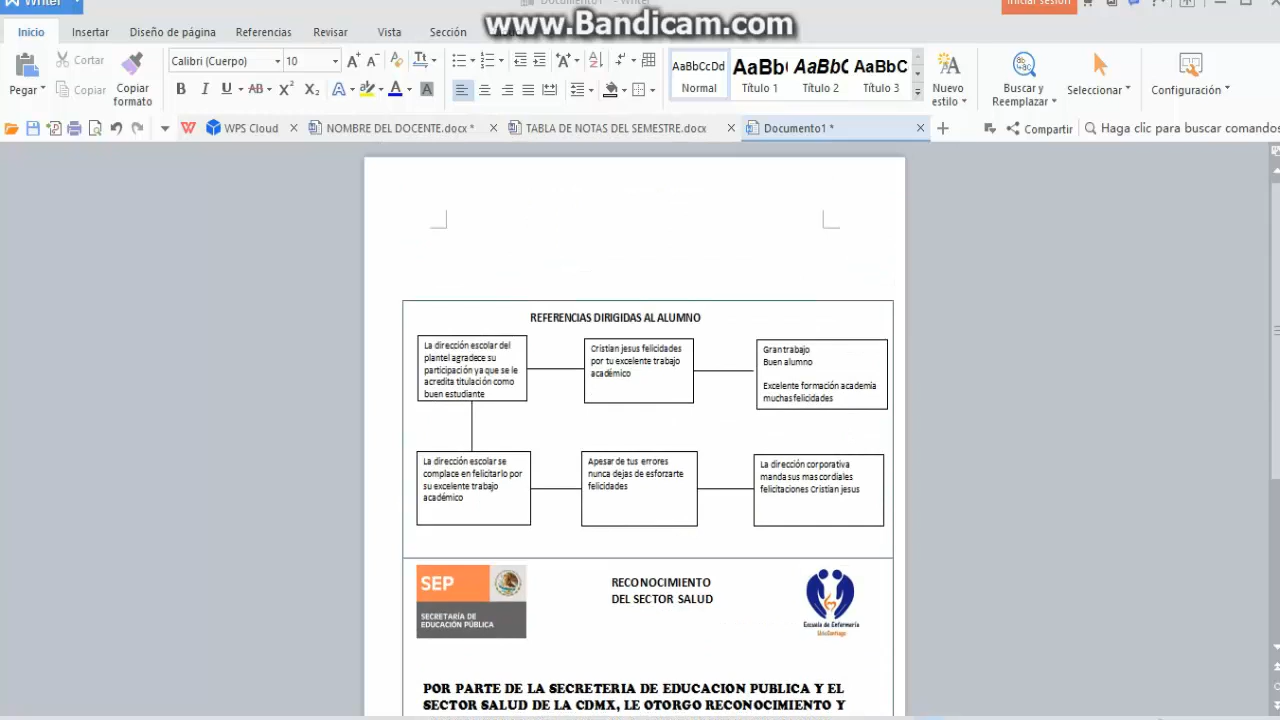 Writer
Documento1 - Writer
Iniciar sesión
www.Bandicam.com
Inicio Insertar Diseño de página Referencias Revisar Vista Sección
Pegar Cortar Copiar Copiar formato
Calibri (Cuerpo) 10
AaBbCcDd AaBb( AaBbC AaBbC
Normal Título 1 Título 2 Título 3
Nuevo estilo
Buscar y Reemplazar
Seleccionar
Configuración
WPS Cloud
NOMBRE DEL DOCENTE.docx *
TABLA DE NOTAS DEL SEMESTRE.docx
Documento1 *
Compartir
Haga clic para buscar comandos
REFERENCIAS DIRIGIDAS AL ALUMNO
La dirección escolar del
plantel agradece su
participación ya que se le
acredita titulación como
buen estudiante
Cristian jesus felicidades
por tu excelente trabajo
académico
Gran trabajo
Buen alumno
Excelente formación academia
muchas felicidades
La dirección escolar se
complace en felicitarlo por
su excelente trabajo
académico
Apesar de tus errores
nunca dejas de esforzarte
felicidades
La dirección corporativa
manda sus mas cordiales
felicitaciones Cristian jesus
SEP
SECRETARÍA DE
EDUCACIÓN PÚBLICA
RECONOCIMIENTO
DEL SECTOR SALUD
Escuela de Enfermería
UdeSantiago
POR PARTE DE LA SECRETERIA DE EDUCACION PUBLICA Y EL
SECTOR SALUD DE LA CDMX, LE OTORGO RECONOCIMIENTO Y